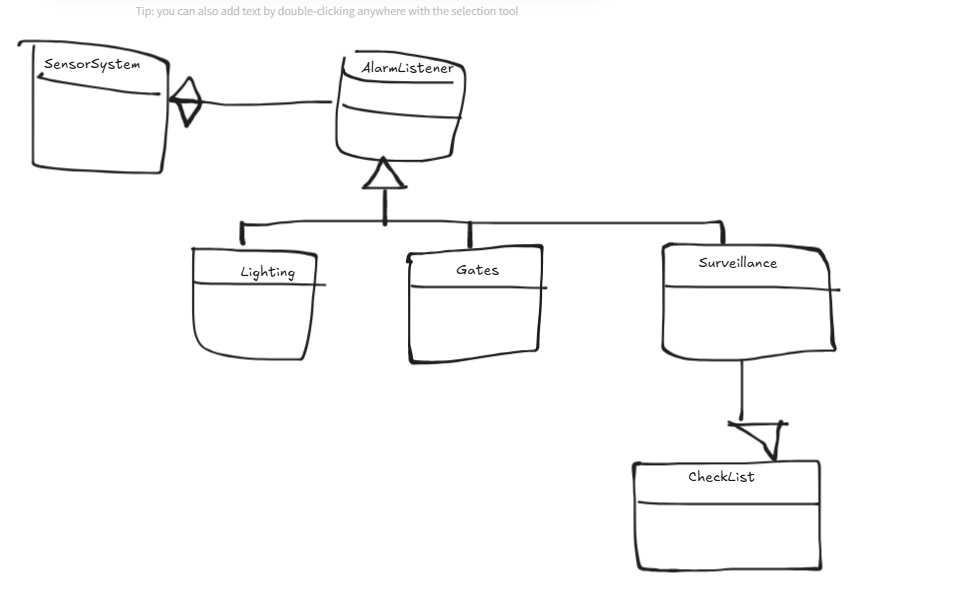 Tip: you can also add text by double-clicking anywhere with the selection tool
SensorSystem
AlarmListener
Lighting
Gates
Surveillance
CheckList